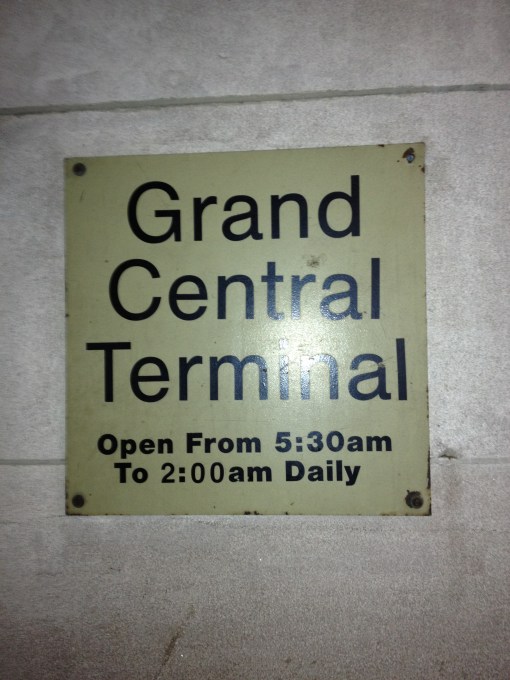 Grand
Central
Terminal
Open From 5:30am
To 2:00am Daily